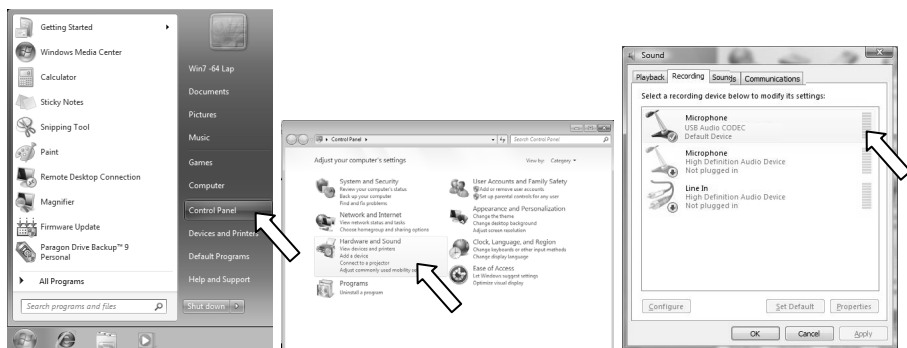 Getting Started
Windows Media Center
Calculator
Sticky Notes
Snipping Tool
Paint
Remote Desktop Connection
Magnifier
Firmware Update
Paragon Drive Backup™ 9
Personal
All Programs
Search programs and files
Win7 -64 Lap
Documents
Pictures
Music
Games
Computer
Control Panel
Devices and Printers
Default Programs
Help and Support
Shut down
Control Panel
Search Control Panel
Adjust your computer's settings
View by: Category
System and Security
Review your computer's status
Back up your computer
Find and fix problems
Network and Internet
View network status and tasks
Choose homegroup and sharing options
Hardware and Sound
View devices and printers
Add a device
Connect to a projector
Adjust commonly used mobility se
Programs
Uninstall a program
User Accounts and Family Safety
Add or remove user accounts
Set up parental controls for any user
Appearance and Personalization
Change the theme
Change desktop background
Adjust screen resolution
Clock, Language, and Region
Change keyboards or other input methods
Change display language
Ease of Access
Let Windows suggest settings
Optimize visual display
Sound
Playback Recording Sounds Communications
Select a recording device below to modify its settings:
Microphone
USB Audio CODEC
Default Device
Microphone
High Definition Audio Device
Not plugged in
Line In
High Definition Audio Device
Not plugged in
Configure Set Default Properties
OK Cancel Apply